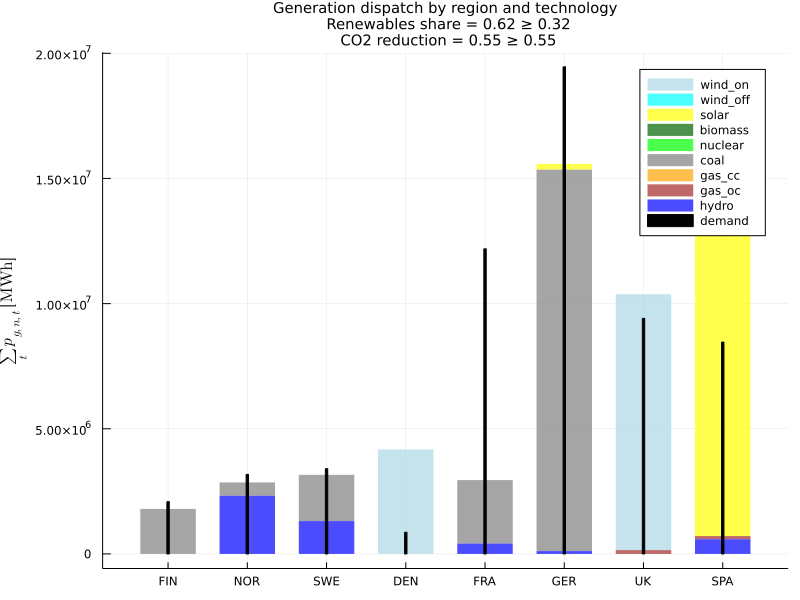 Generation dispatch by region and technology
Renewables share = 0.62 ≥ 0.32
CO2 reduction = 0.55 ≥ 0.55
2.00×10⁷
1.50×10⁷
1.00×10⁷
5.00×10⁶
0
∑ₜ p_{g,n,t} [MWh]
wind_on
wind_off
solar
biomass
nuclear
coal
gas_cc
gas_oc
hydro
demand
FIN NOR SWE DEN FRA GER UK SPA